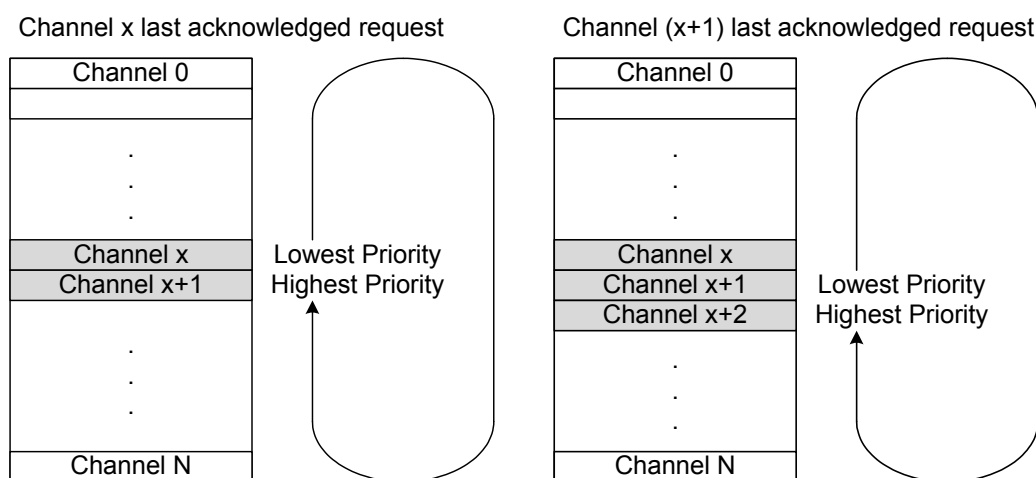 Channel x last acknowledged request
Channel 0
.
.
.
Channel x
Channel x+1
.
.
.
Channel N
Lowest Priority
Highest Priority
Channel (x+1) last acknowledged request
Channel 0
.
.
.
Channel x
Channel x+1
Channel x+2
.
.
.
Channel N
Lowest Priority
Highest Priority